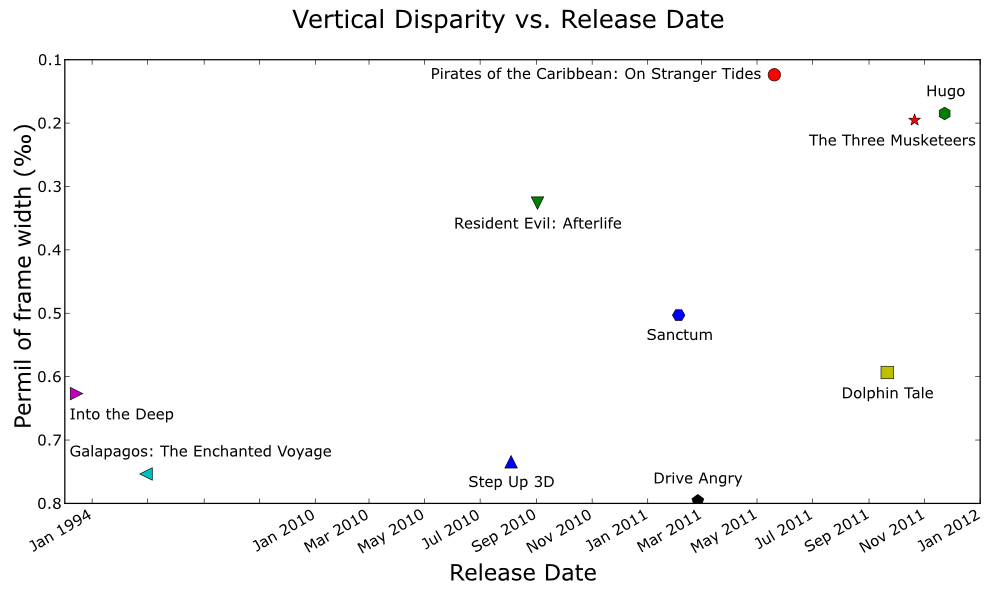 Vertical Disparity vs. Release Date
Permil of frame width (‰)
0.1
0.2
0.3
0.4
0.5
0.6
0.7
0.8
Pirates of the Caribbean: On Stranger Tides
Hugo
The Three Musketeers
Resident Evil: Afterlife
Sanctum
Dolphin Tale
Into the Deep
Galapagos: The Enchanted Voyage
Step Up 3D
Drive Angry
Jan 1994
Jan 2010
Mar 2010
May 2010
Jul 2010
Sep 2010
Nov 2010
Jan 2011
Mar 2011
May 2011
Jul 2011
Sep 2011
Nov 2011
Jan 2012
Release Date